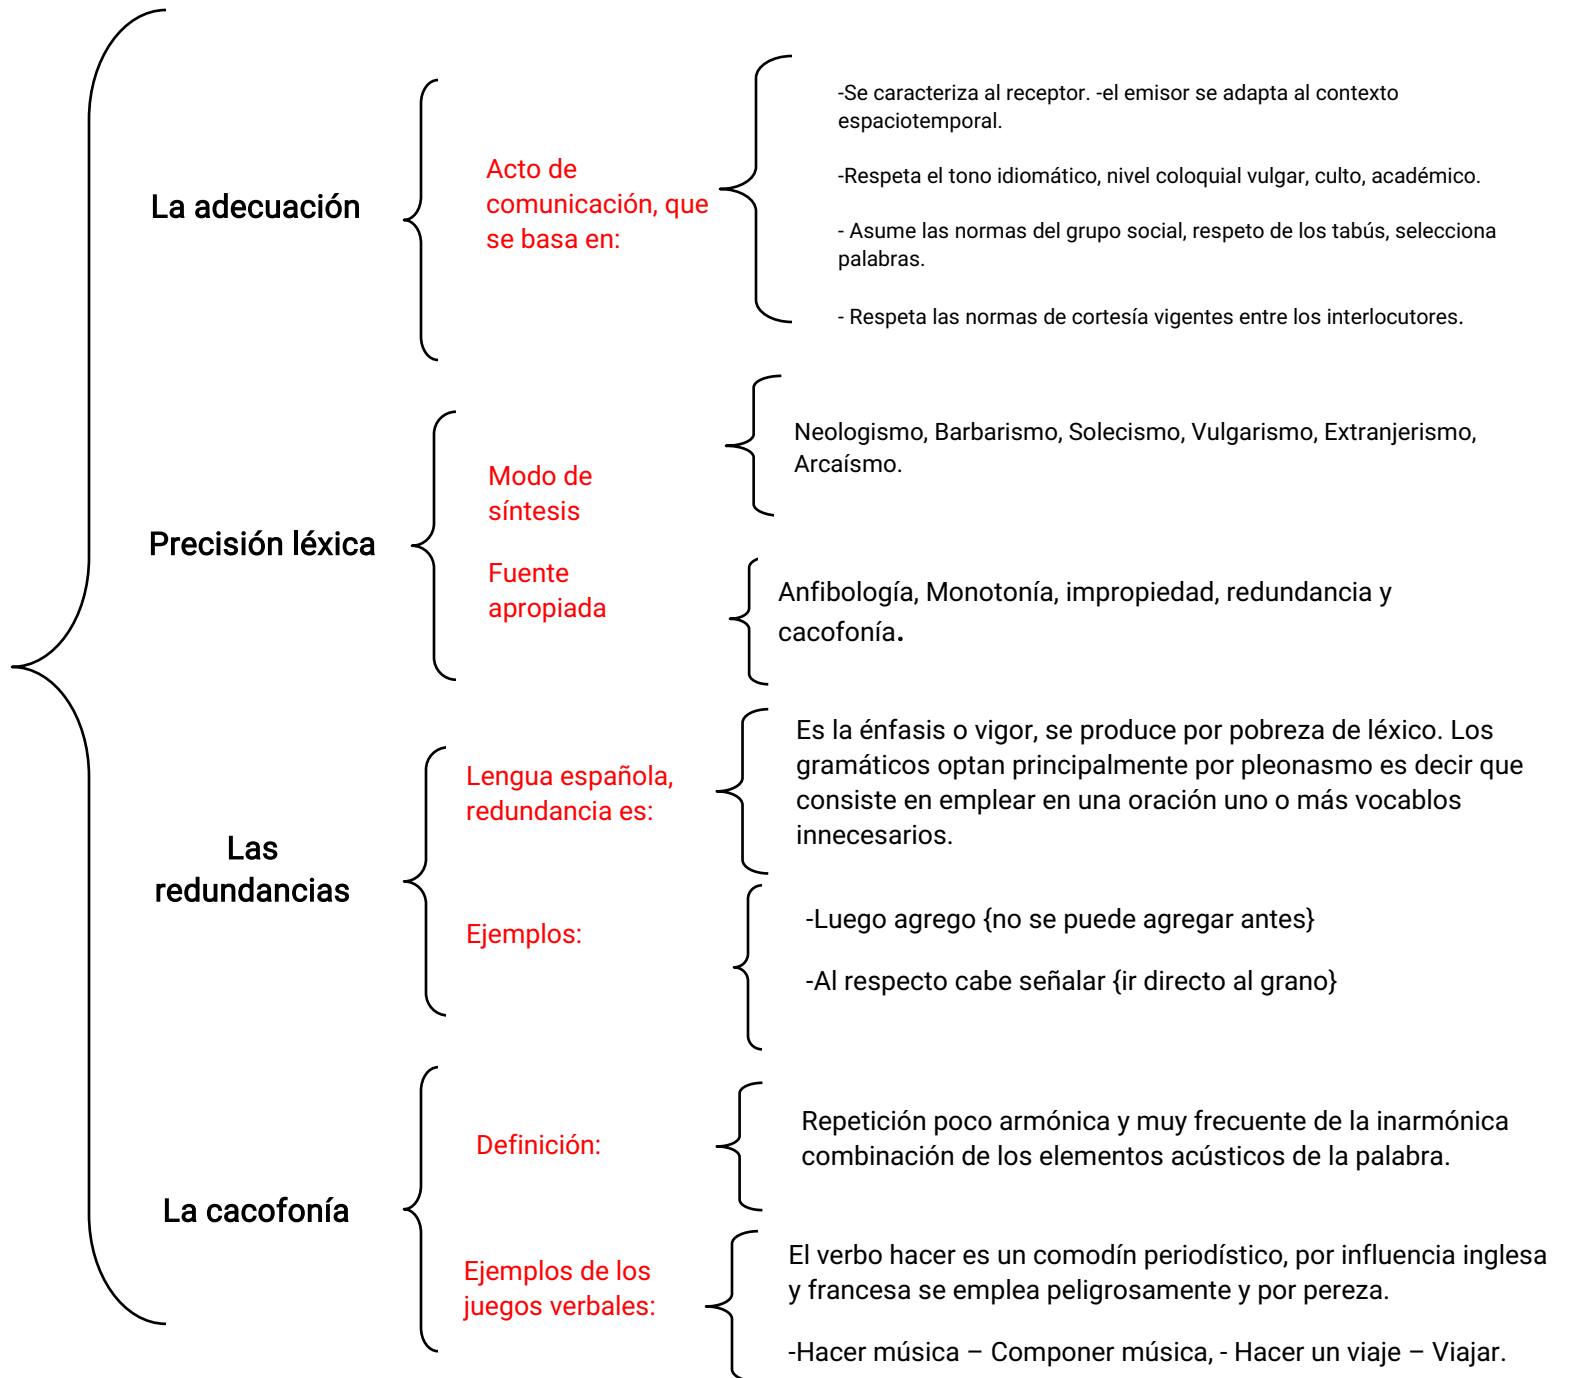 La adecuación
Acto de
comunicación, que
se basa en:
-Se caracteriza al receptor. -el emisor se adapta al contexto
espaciotemporal.
-Respeta el tono idiomático, nivel coloquial vulgar, culto, académico.
- Asume las normas del grupo social, respeto de los tabús, selecciona
palabras.
- Respeta las normas de cortesía vigentes entre los interlocutores.
Precisión léxica
Modo de
síntesis
Neologismo, Barbarismo, Solecismo, Vulgarismo, Extranjerismo,
Arcaísmo.
Fuente
apropiada
Anfibología, Monotonía, impropiedad, redundancia y
cacofonía.
Las
redundancias
Lengua española,
redundancia es:
Es la énfasis o vigor, se produce por pobreza de léxico. Los
gramáticos optan principalmente por pleonasmo es decir que
consiste en emplear en una oración uno o más vocablos
innecesarios.
Ejemplos:
-Luego agrego {no se puede agregar antes}
-Al respecto cabe señalar {ir directo al grano}
La cacofonía
Definición:
Repetición poco armónica y muy frecuente de la inarmónica
combinación de los elementos acústicos de la palabra.
Ejemplos de los
juegos verbales:
El verbo hacer es un comodín periodístico, por influencia inglesa
y francesa se emplea peligrosamente y por pereza.
-Hacer música – Componer música, - Hacer un viaje – Viajar.